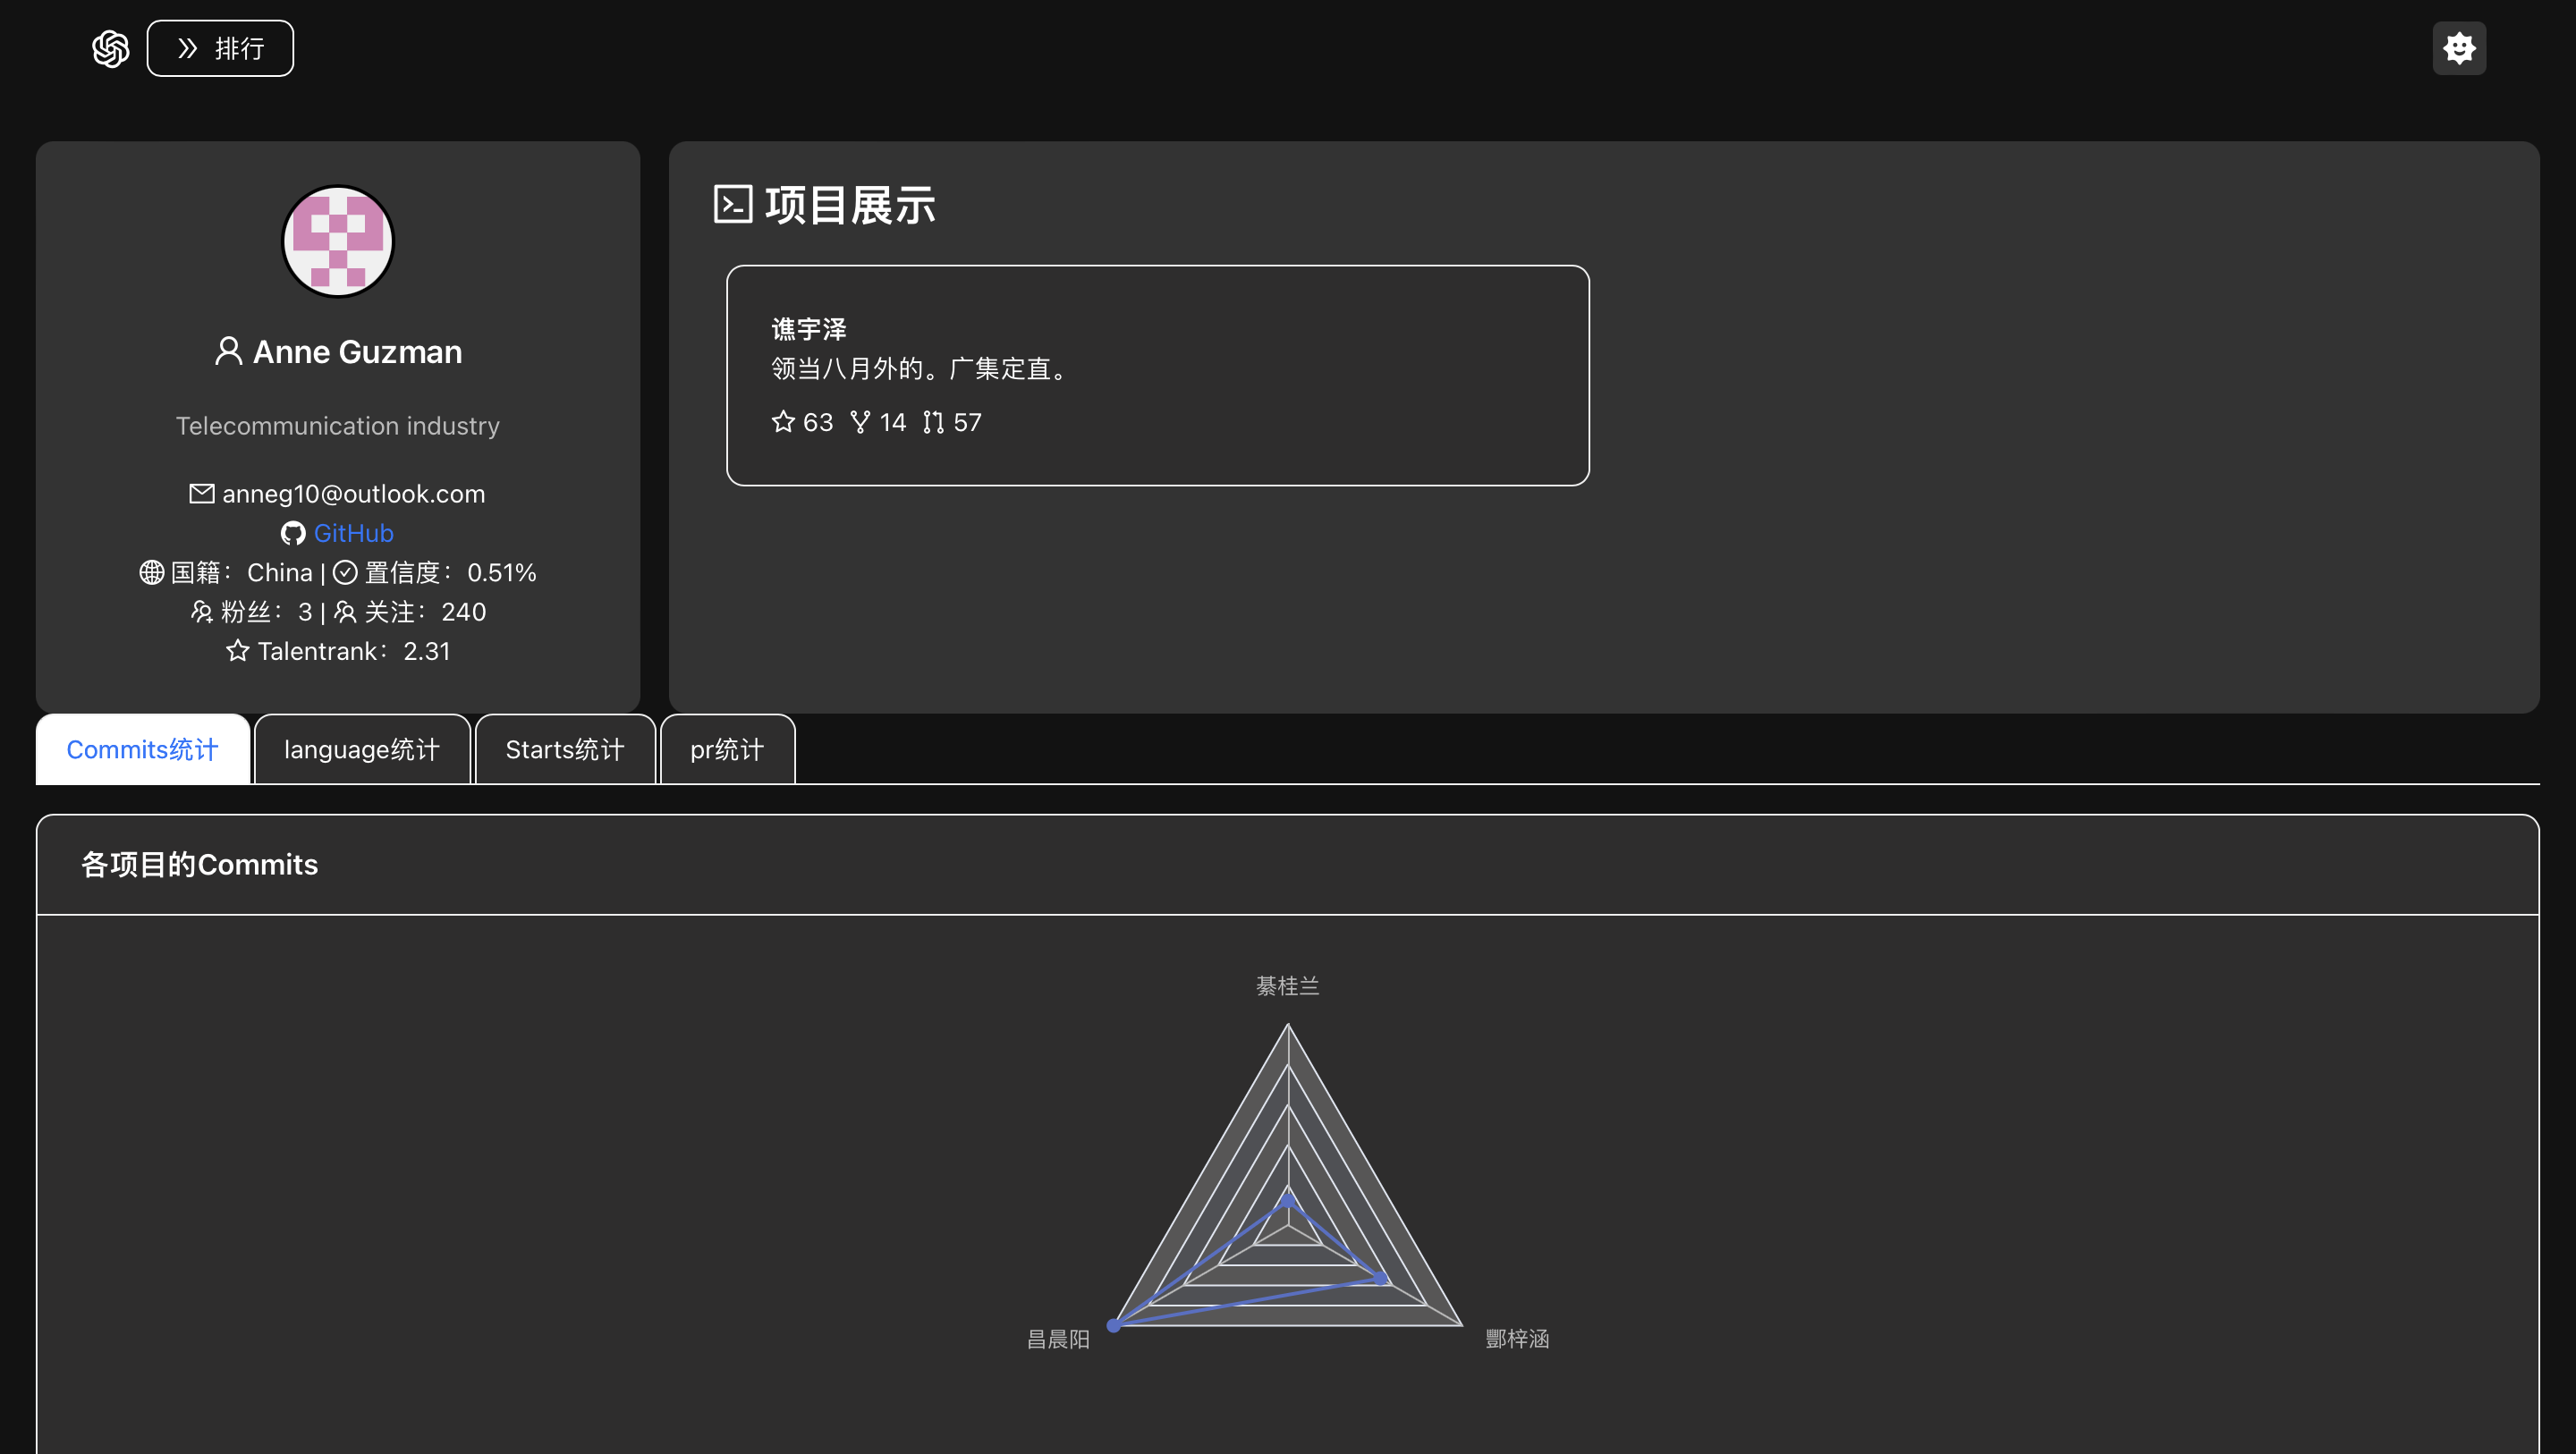 排行
Anne Guzman
Telecommunication industry
anneg10@outlook.com
GitHub
国籍：China | 置信度：0.51%
粉丝：3 | 关注：240
Talentrank：2.31
项目展示
谯宇泽
领当八月外的。广集定直。
63 14 57
Commits统计 language统计 Starts统计 pr统计
各项目的Commits
綦桂兰
昌晨阳
酆梓涵